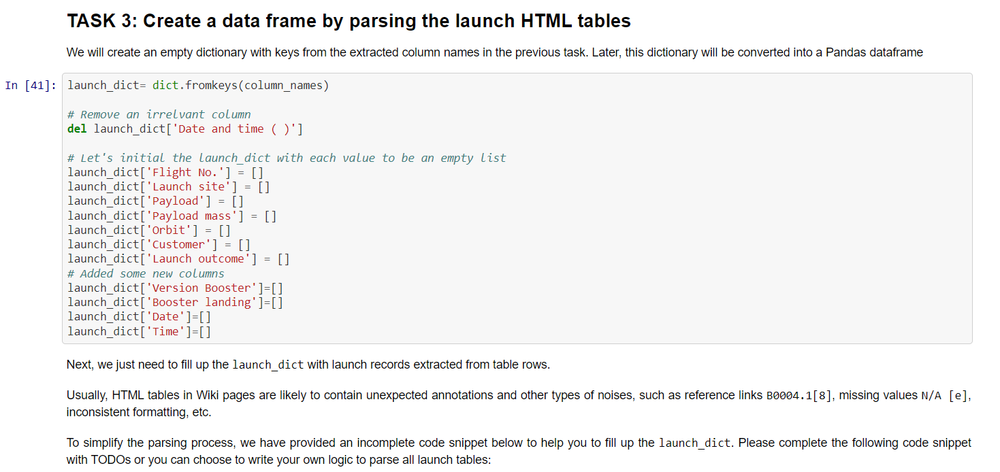 TASK 3: Create a data frame by parsing the launch HTML tables
We will create an empty dictionary with keys from the extracted column names in the previous task. Later, this dictionary will be converted into a Pandas dataframe
In [41]: launch_dict= dict.fromkeys(column_names)
# Remove an irrelvant column
del launch_dict['Date and time ( )']
# Let's initial the launch_dict with each value to be an empty list
launch_dict['Flight No.'] = []
launch_dict['Launch site'] = []
launch_dict['Payload'] = []
launch_dict['Payload mass'] = []
launch_dict['Orbit'] = []
launch_dict['Customer'] = []
launch_dict['Launch outcome'] = []
# Added some new columns
launch_dict['Version Booster']=[]
launch_dict['Booster landing']=[]
launch_dict['Date']=[]
launch_dict['Time']=[]
Next, we just need to fill up the launch_dict with launch records extracted from table rows.
Usually, HTML tables in Wiki pages are likely to contain unexpected annotations and other types of noises, such as reference links B0004.1[8], missing values N/A [e],
inconsistent formatting, etc.
To simplify the parsing process, we have provided an incomplete code snippet below to help you to fill up the launch_dict. Please complete the following code snippet
with TODOs or you can choose to write your own logic to parse all launch tables: